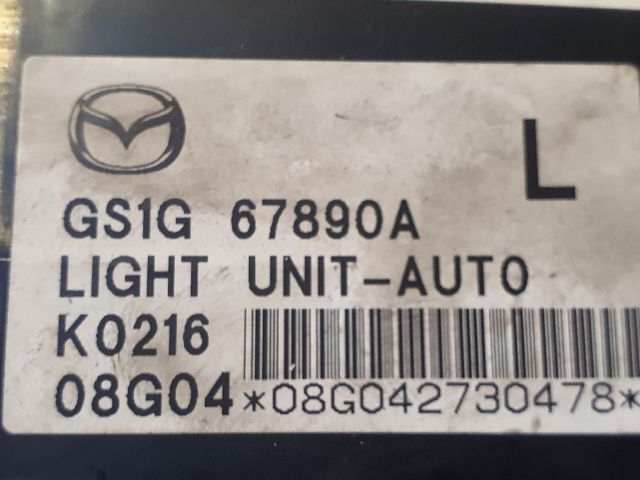 L
GS1G 67890A
LIGHT UNIT-AUTO
K0216
08G04 *08G042730478*